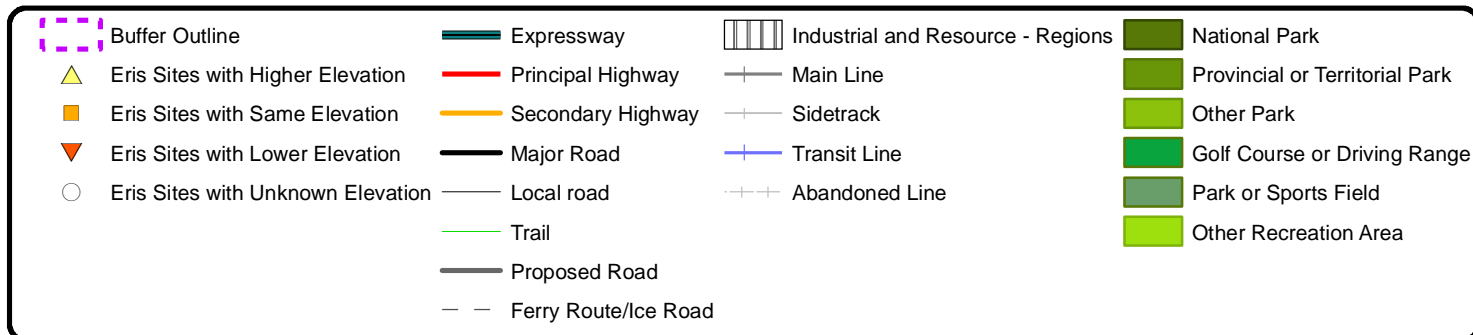 Buffer Outline
Eris Sites with Higher Elevation
Eris Sites with Same Elevation
Eris Sites with Lower Elevation
Eris Sites with Unknown Elevation
Expressway
Principal Highway
Secondary Highway
Major Road
Local road
Trail
Proposed Road
Ferry Route/Ice Road
Industrial and Resource - Regions
Main Line
Sidetrack
Transit Line
Abandoned Line
National Park
Provincial or Territorial Park
Other Park
Golf Course or Driving Range
Park or Sports Field
Other Recreation Area